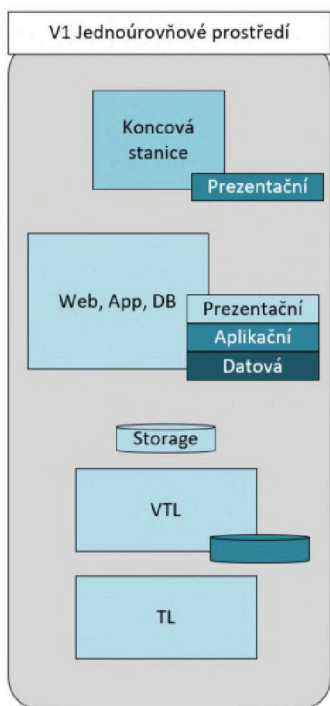 V1 Jednoúrovňové prostředí
Koncová
stanice
Prezentační
Web, App, DB
Prezentační
Aplikační
Datová
Storage
VTL
TL